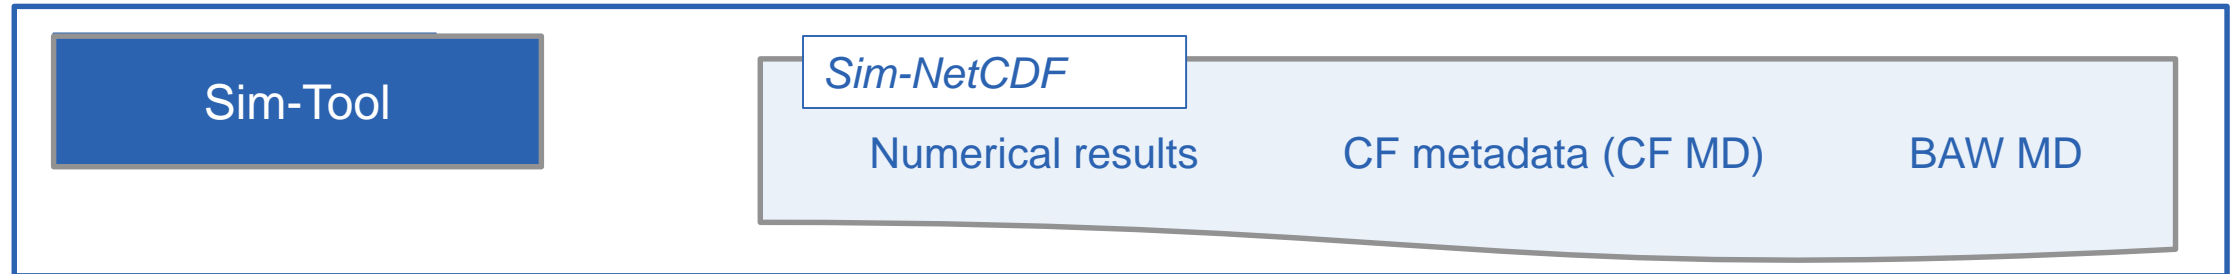 Sim-Tool
Sim-NetCDF
Numerical results CF metadata (CF MD) BAW MD